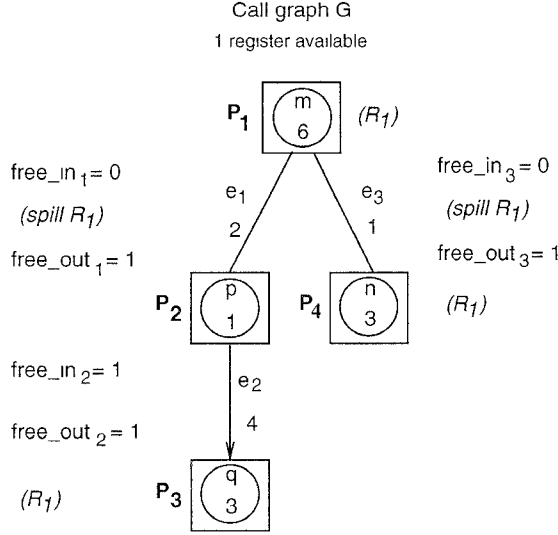 Call graph G
1 register available
m
P1
6
(R1)
free_in1 = 0
e1
e3
free_in3 = 0
(spill R1)
2
1
(spill R1)
free_out1 = 1
free_out3 = 1
p
n
P2
P4
1
3
(R1)
free_in2 = 1
e2
4
free_out2 = 1
q
P3
3
(R1)